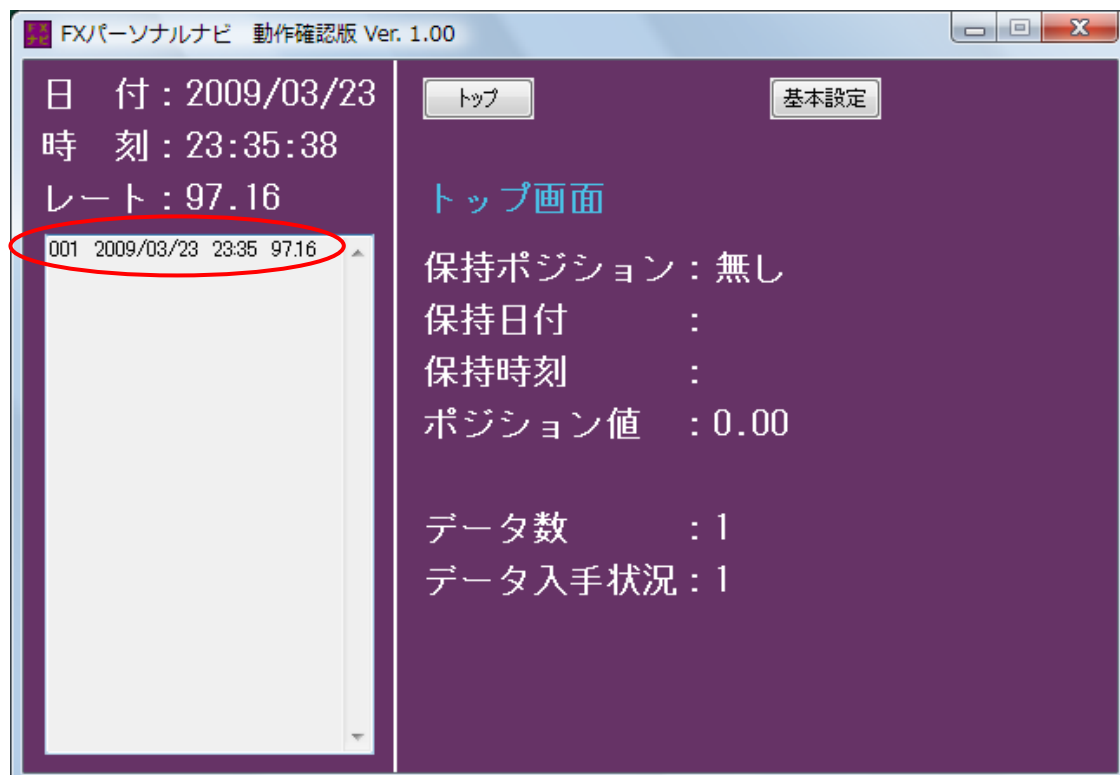 FXナビ
FXパーソナルナビ 動作確認版 Ver. 1.00
日 付：2009/03/23
時 刻：23:35:38
レート：97.16
001 2009/03/23 23:35 97.16
トップ
基本設定
トップ画面
保持ポジション：無し
保持日付 ：
保持時刻 ：
ポジション値 ：0.00
データ数 ：1
データ入手状況：1